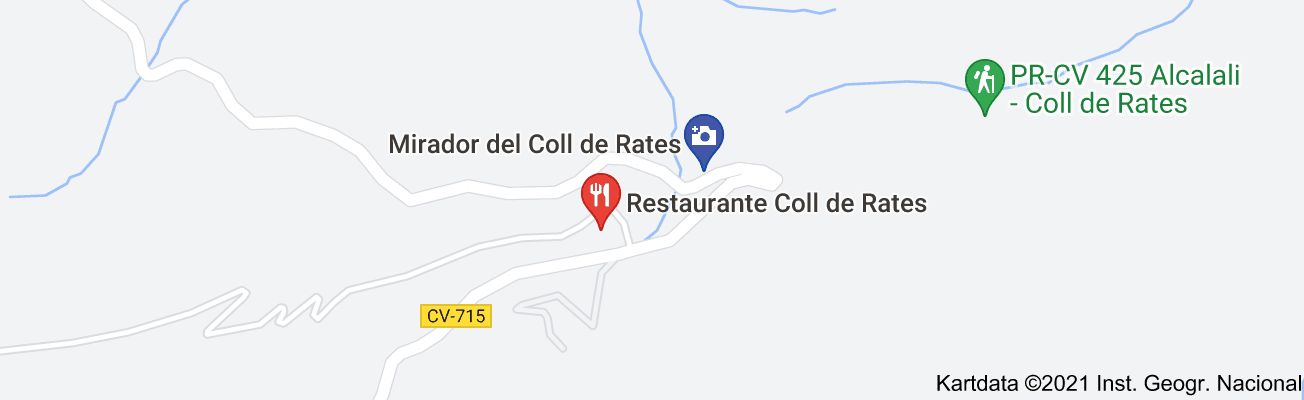 PR-CV 425 Alcalali
- Coll de Rates
Mirador del Coll de Rates
Restaurante Coll de Rates
CV-715
Kartdata ©2021 Inst. Geogr. Nacional